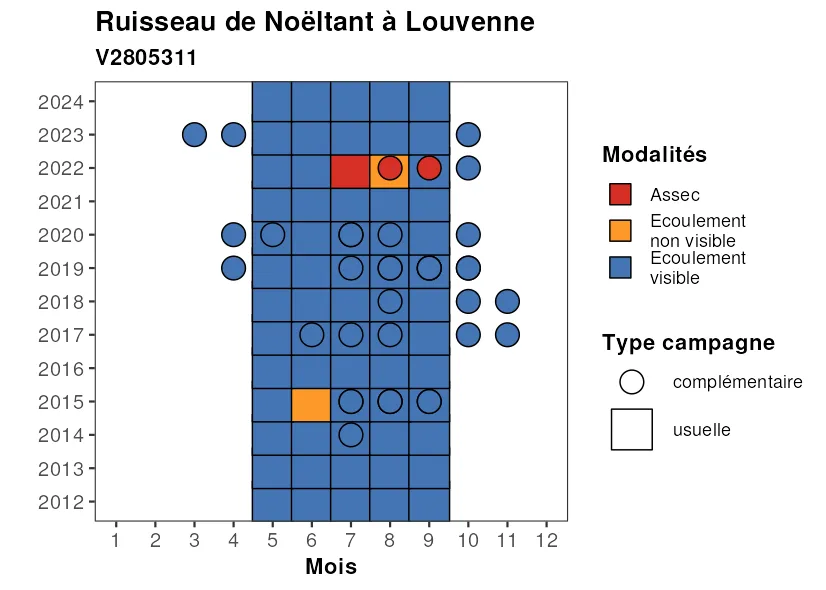 Ruisseau de Noëltant à Louvenne
V2805311
2024
2023
2022
2021
2020
2019
2018
2017
2016
2015
2014
2013
2012
1 2 3 4 5 6 7 8 9 10 11 12
Mois
Modalités
Assec
Ecoulement
non visible
Ecoulement
visible
Type campagne
complémentaire
usuelle